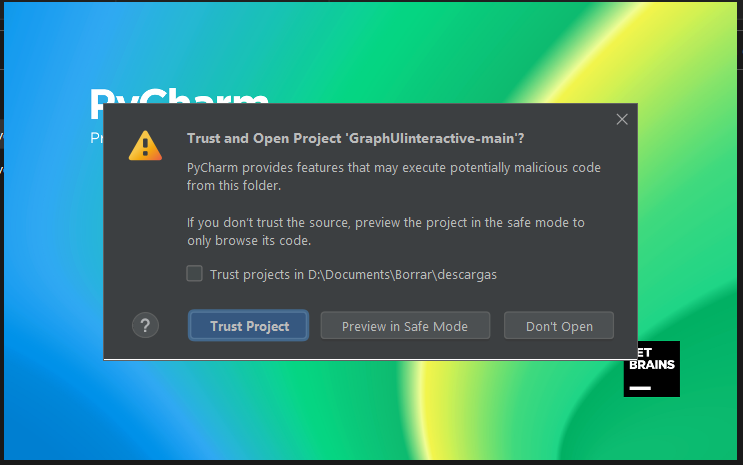 PyCharm
Trust and Open Project 'GraphUIinteractive-main'?
PyCharm provides features that may execute potentially malicious code
from this folder.
If you don't trust the source, preview the project in the safe mode to
only browse its code.
Trust projects in D:\Documents\Borrar\descargas
?
Trust Project
Preview in Safe Mode
Don't Open
BRAINS